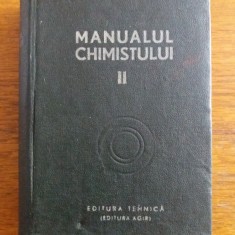 MANUALUL
CHIMISTULUI
II
EDITURA TEHNICĂ
(EDITURA AGIR)